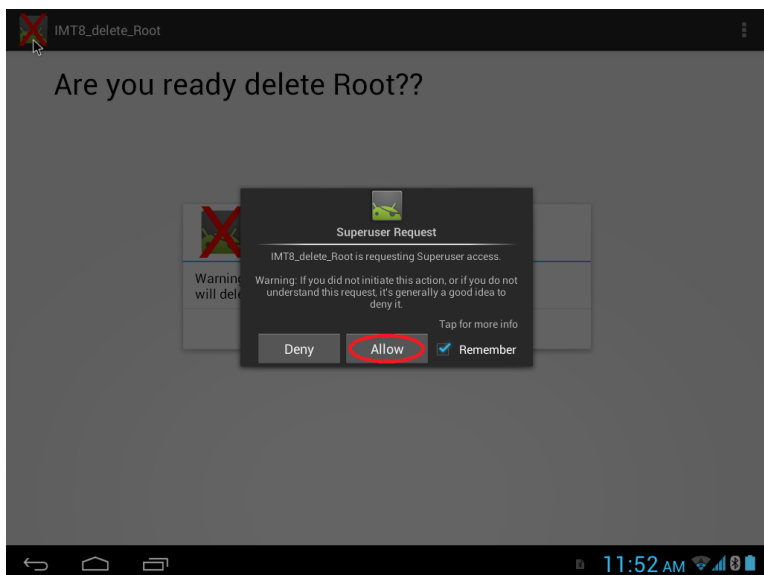 IMT8_delete_Root
Are you ready delete Root??
Superuser Request
IMT8_delete_Root is requesting Superuser access.
Warning
will dele
Warning: If you did not initiate this action, or if you do not
understand this request, it's generally a good idea to
deny it.
Tap for more info
Deny
Allow
Remember
11:52 AM